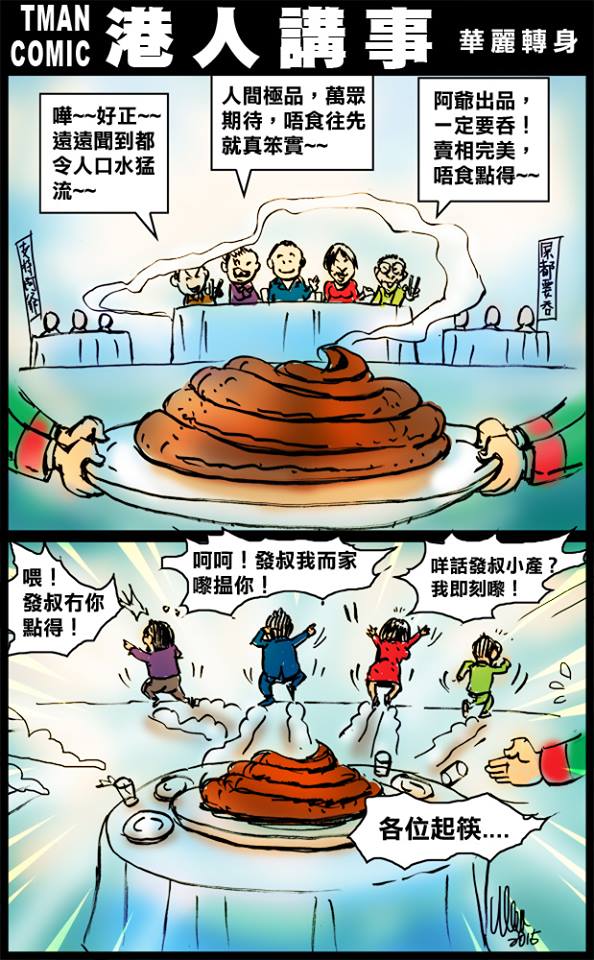 TMAN
COMIC
港人講事
華麗轉身
嘩~~好正~~
遠遠聞到都
令人口水猛
流~~
人間極品，萬眾
期待，唔食往先
就真笨實~~
阿爺出品，
一定要吞！
賣相完美，
唔食點得~~
支持阿爺
屎都要吞
喂！
發叔冇你
點得！
呵呵！發叔我而家
嚟搵你！
咩話發叔小產？
我即刻嚟！
各位起筷....
2015